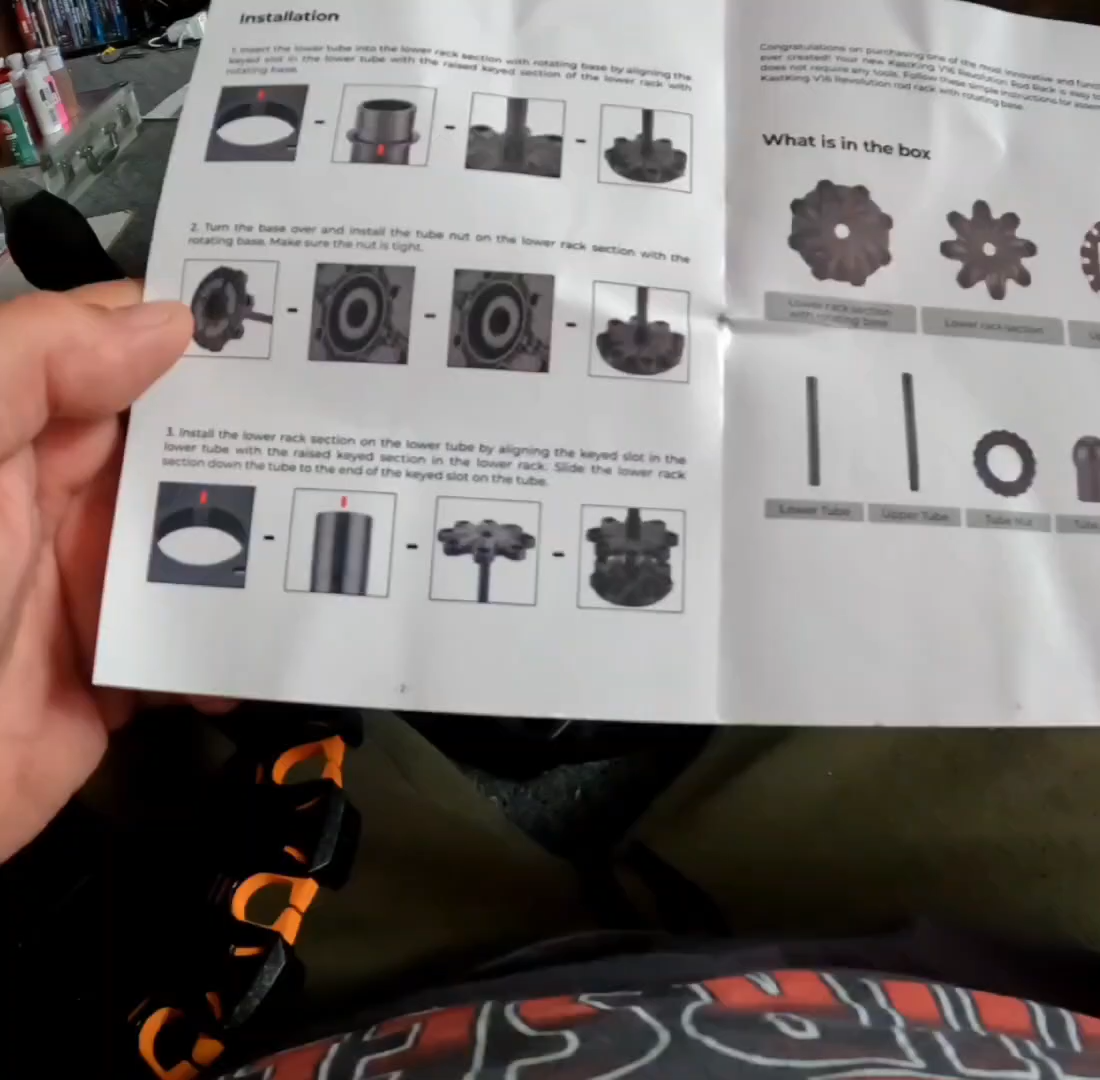 Installation
1. Insert the lower tube into the lower rack section with rotating base by aligning the
keyed slot in the lower tube with the raised keyed section of the lower rack with
rotating base.
2. Turn the base over and install the tube nut on the lower rack section with the
rotating base. Make sure the nut is tight.
3. Install the lower rack section on the lower tube by aligning the keyed slot in the
lower tube with the raised keyed section in the lower rack. Slide the lower rack
section down the tube to the end of the keyed slot on the tube.
2
Congratulations on purchasing one of the most innovative and
ever created! Your new KastKing V16 Revolution Rod Rack is easy
does not require any tools. Follow these simple instructions for
KastKing V16 Revolution rod rack with rotating base.
What is in the box
Lower rack section
with rotating base
Lower rack section
Lower Tube
Upper Tube
Tube Nut
Tube